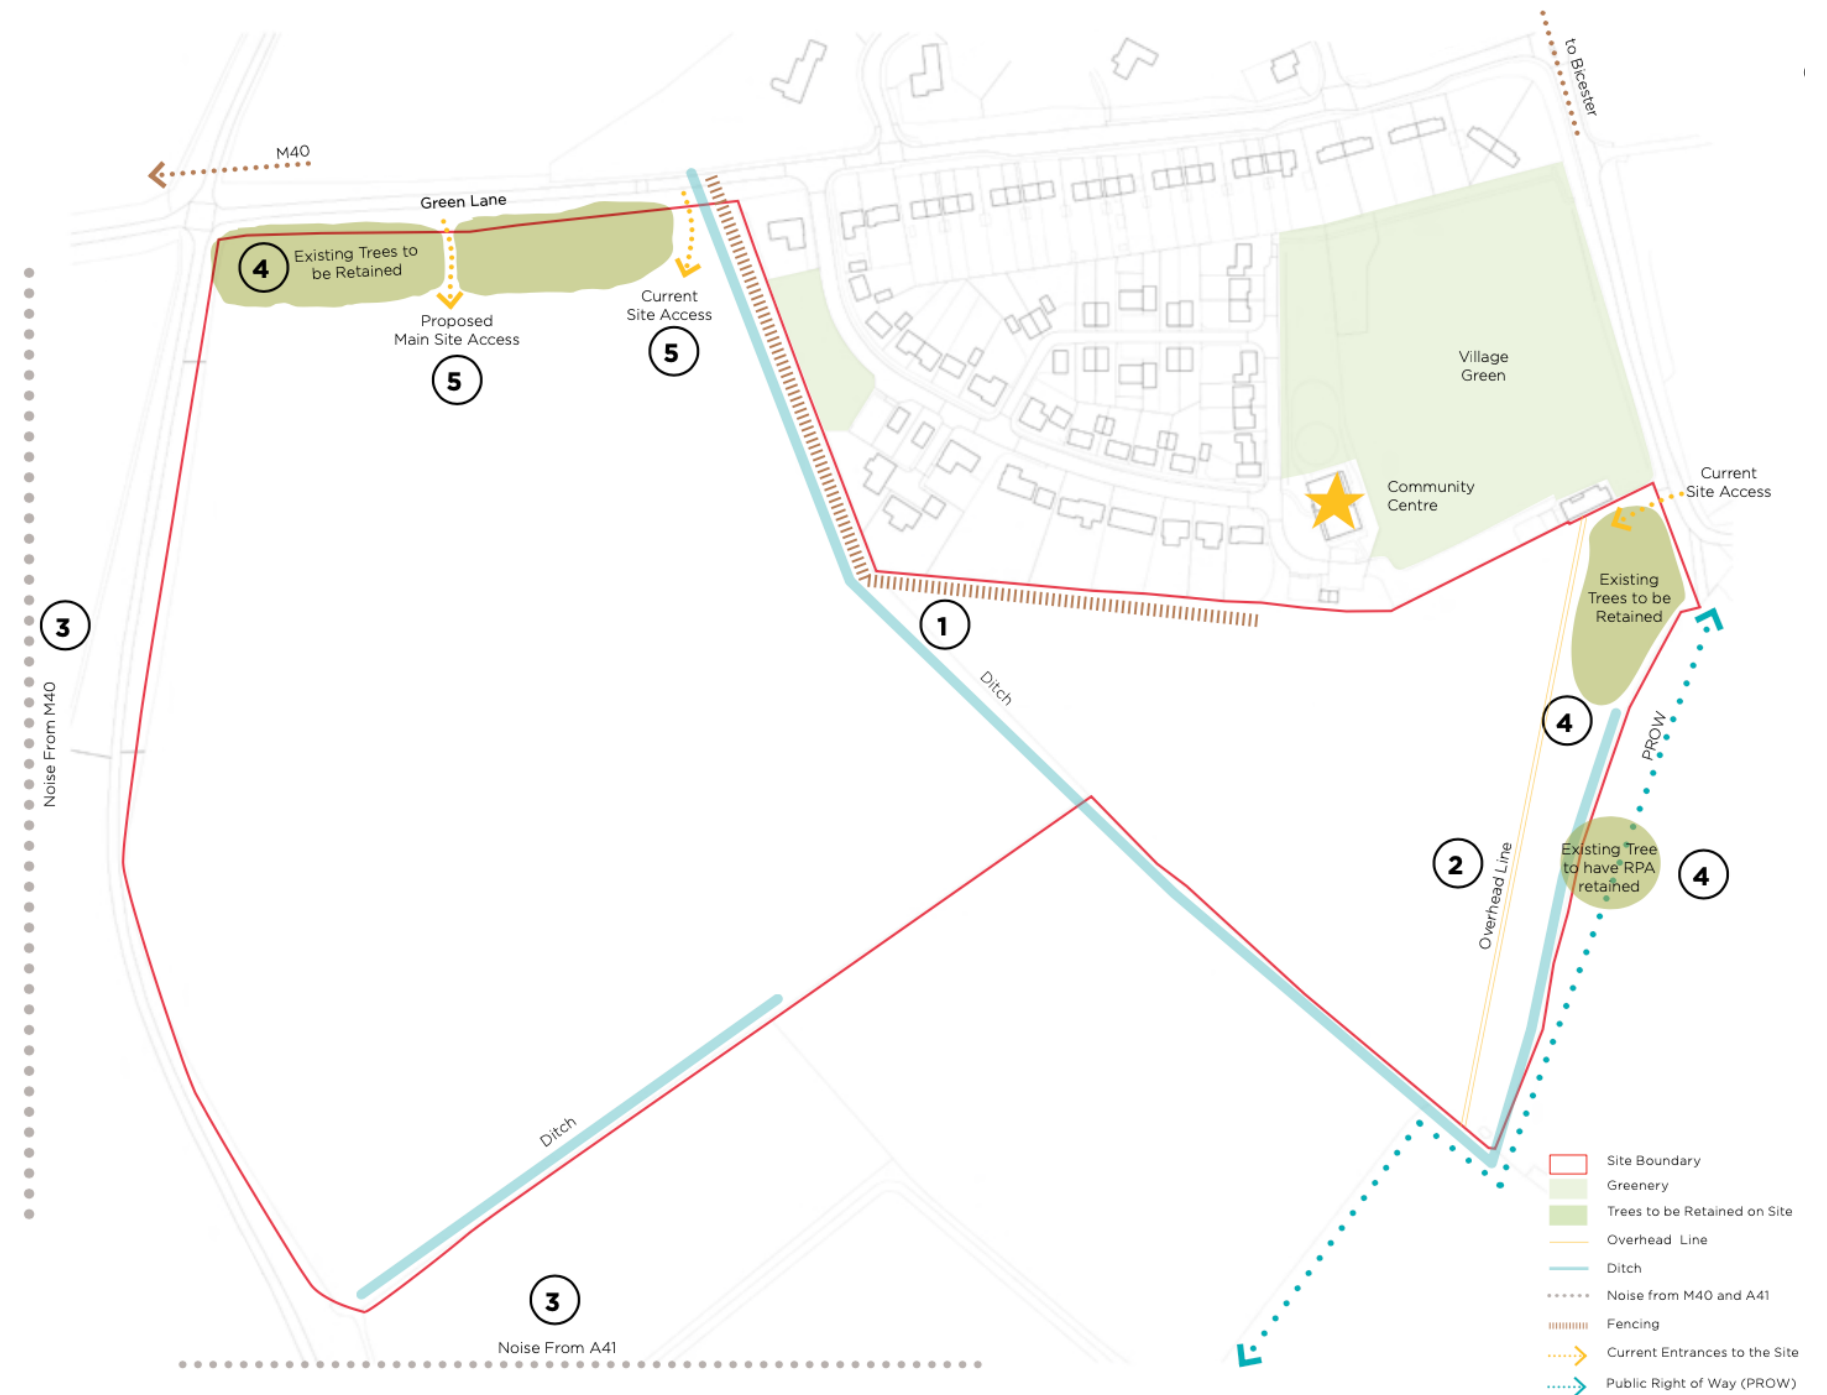 to Bicester
M40
Green Lane
4
Existing Trees to
be Retained
Current
Site Access
5
Proposed
Main Site Access
5
Village
Green
Community
Centre
Current
Site Access
Existing
Trees to be
Retained
3
Noise From M40
1
Ditch
4
PROW
2
Overhead Line
Existing Tree
to have RPA
retained
4
Ditch
3
Noise From A41
Site Boundary
Greenery
Trees to be Retained on Site
Overhead Line
Ditch
Noise from M40 and A41
Fencing
Current Entrances to the Site
Public Right of Way (PROW)